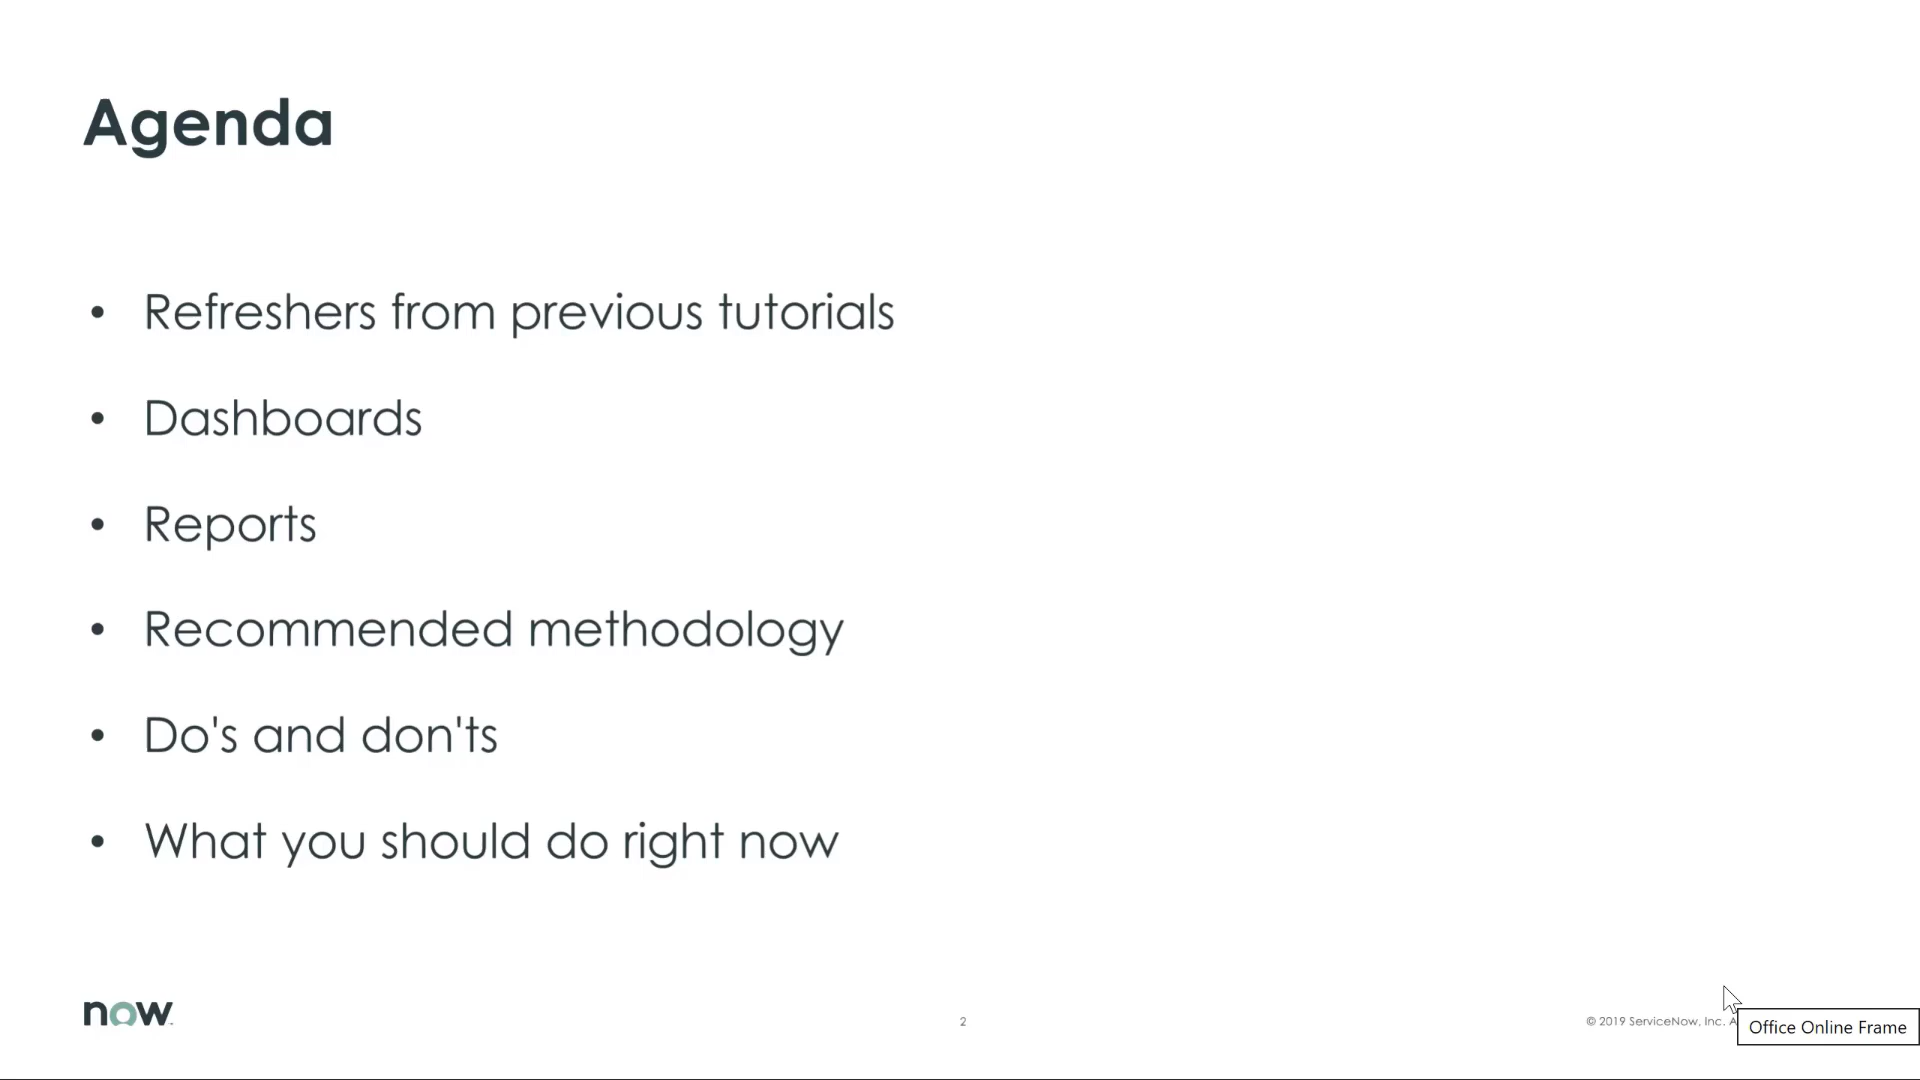 Agenda
• Refreshers from previous tutorials
• Dashboards
• Reports
• Recommended methodology
• Do's and don'ts
• What you should do right now
now
2
© 2019 ServiceNow, Inc. A
Office Online Frame